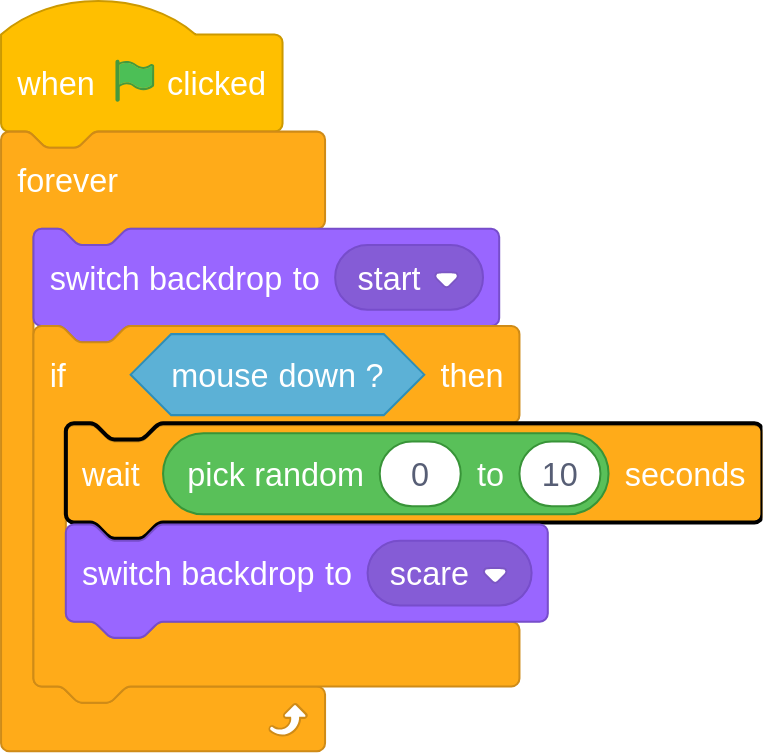 when clicked
forever
switch backdrop to start
if mouse down ? then
wait pick random 0 to 10 seconds
switch backdrop to scare